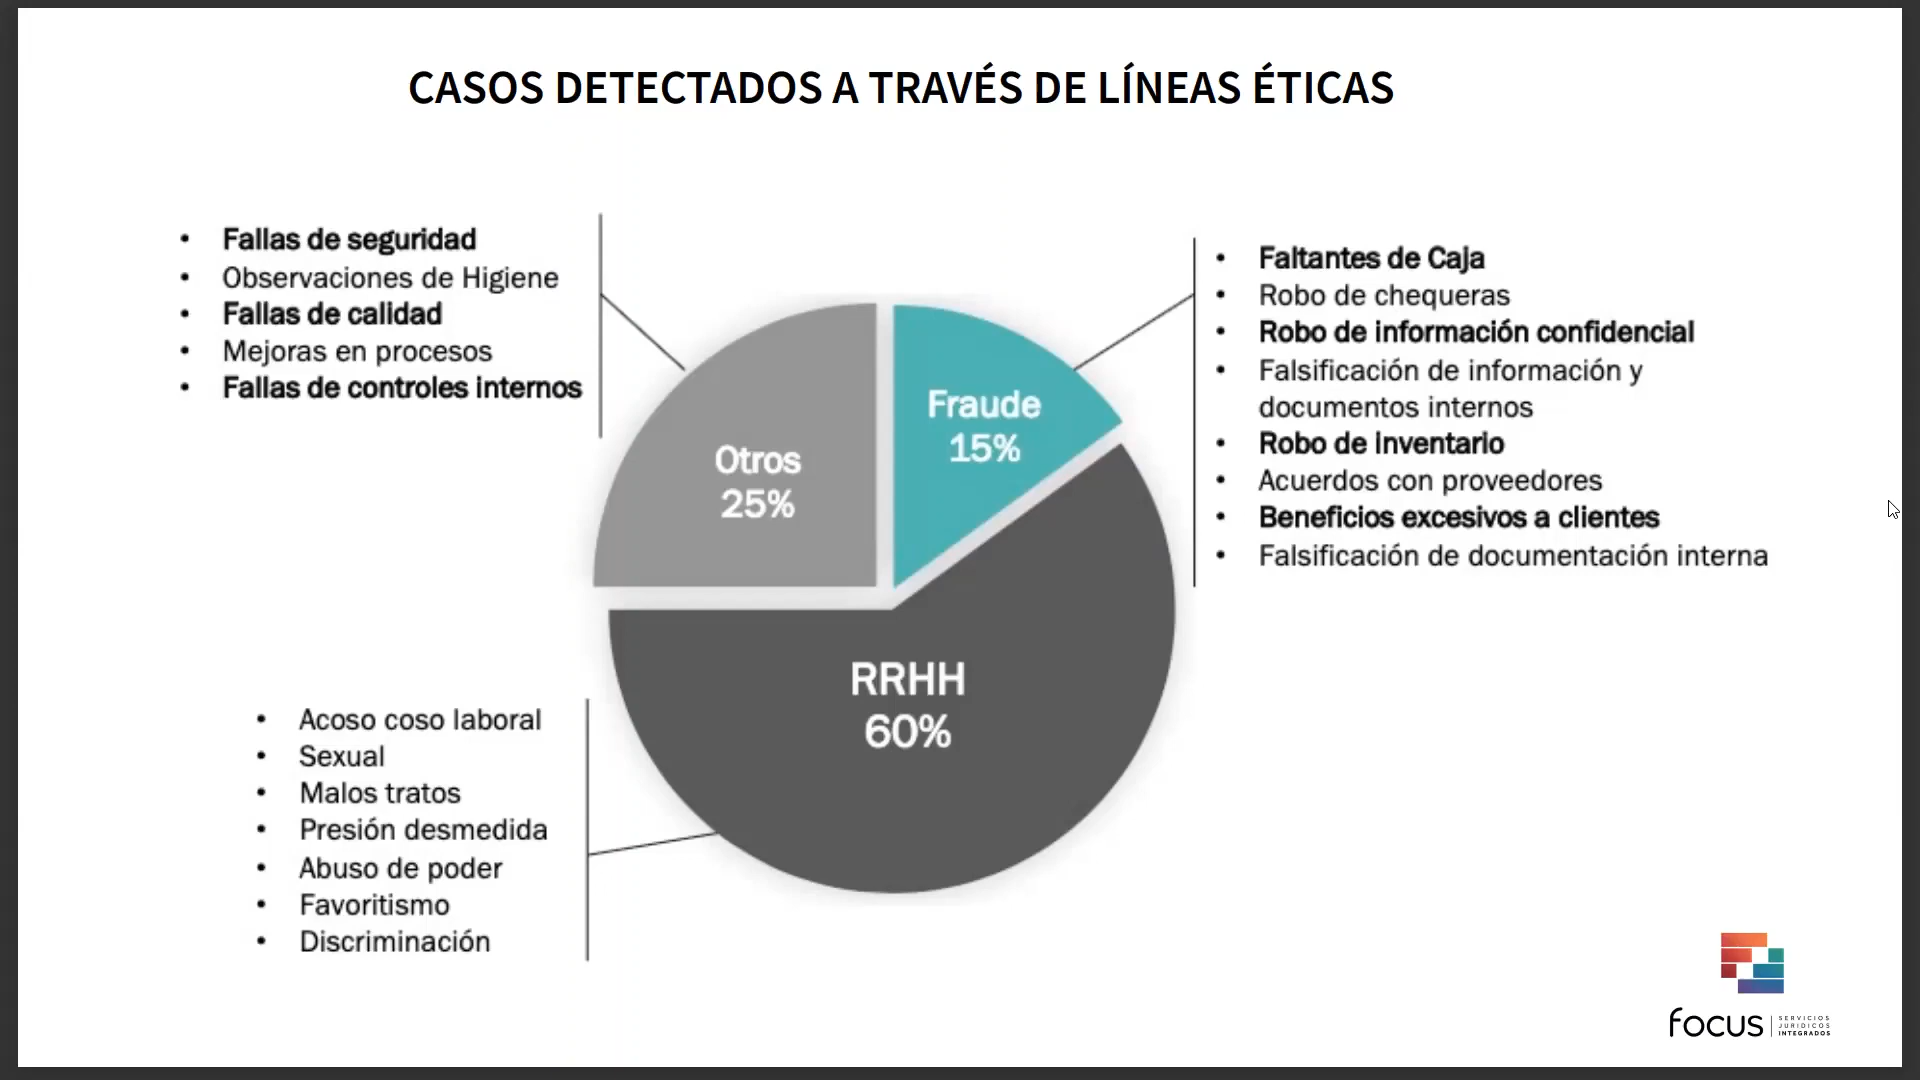 CASOS DETECTADOS A TRAVÉS DE LÍNEAS ÉTICAS
• Fallas de seguridad
• Observaciones de Higiene
• Fallas de calidad
• Mejoras en procesos
• Fallas de controles internos
Otros
25%
Fraude
15%
• Faltantes de Caja
• Robo de chequeras
• Robo de información confidencial
• Falsificación de información y
documentos internos
• Robo de inventario
• Acuerdos con proveedores
• Beneficios excesivos a clientes
• Falsificación de documentación interna
RRHH
60%
• Acoso coso laboral
• Sexual
• Malos tratos
• Presión desmedida
• Abuso de poder
• Favoritismo
• Discriminación
focus
SERVICIOS
JURIDICOS
INTEGRADOS